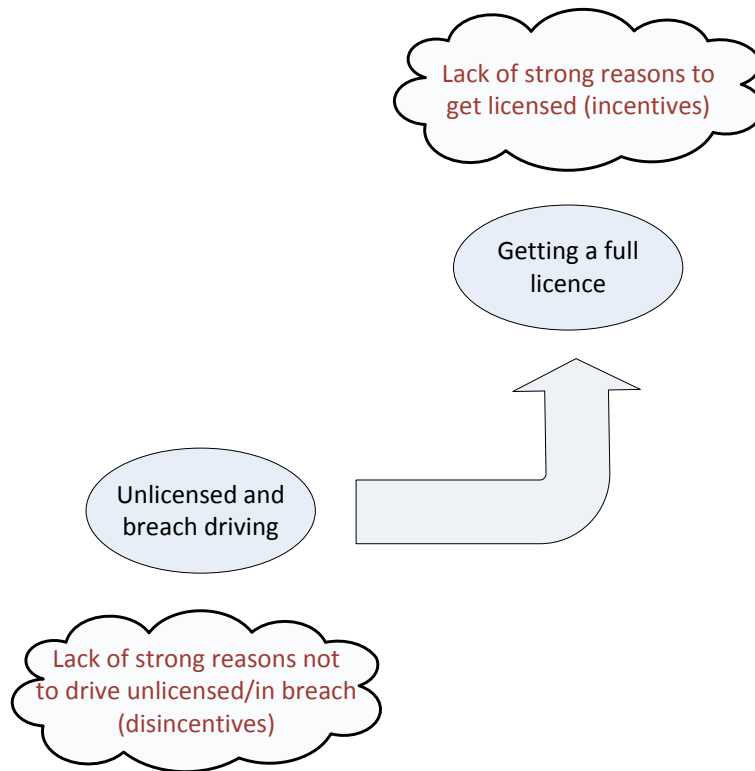 Lack of strong reasons to
get licensed (incentives)
Getting a full
licence
Unlicensed and
breach driving
Lack of strong reasons not
to drive unlicensed/in breach
(disincentives)